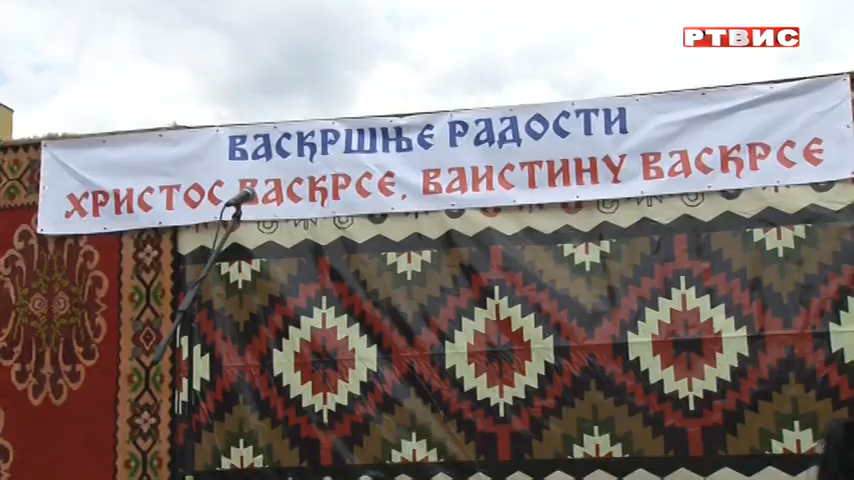 РТВИС
ВАСКРШЊЕ РАДОСТИ
ХРИСТОС ВАСКРСЕ, ВАИСТИНУ ВАСКРСЕ